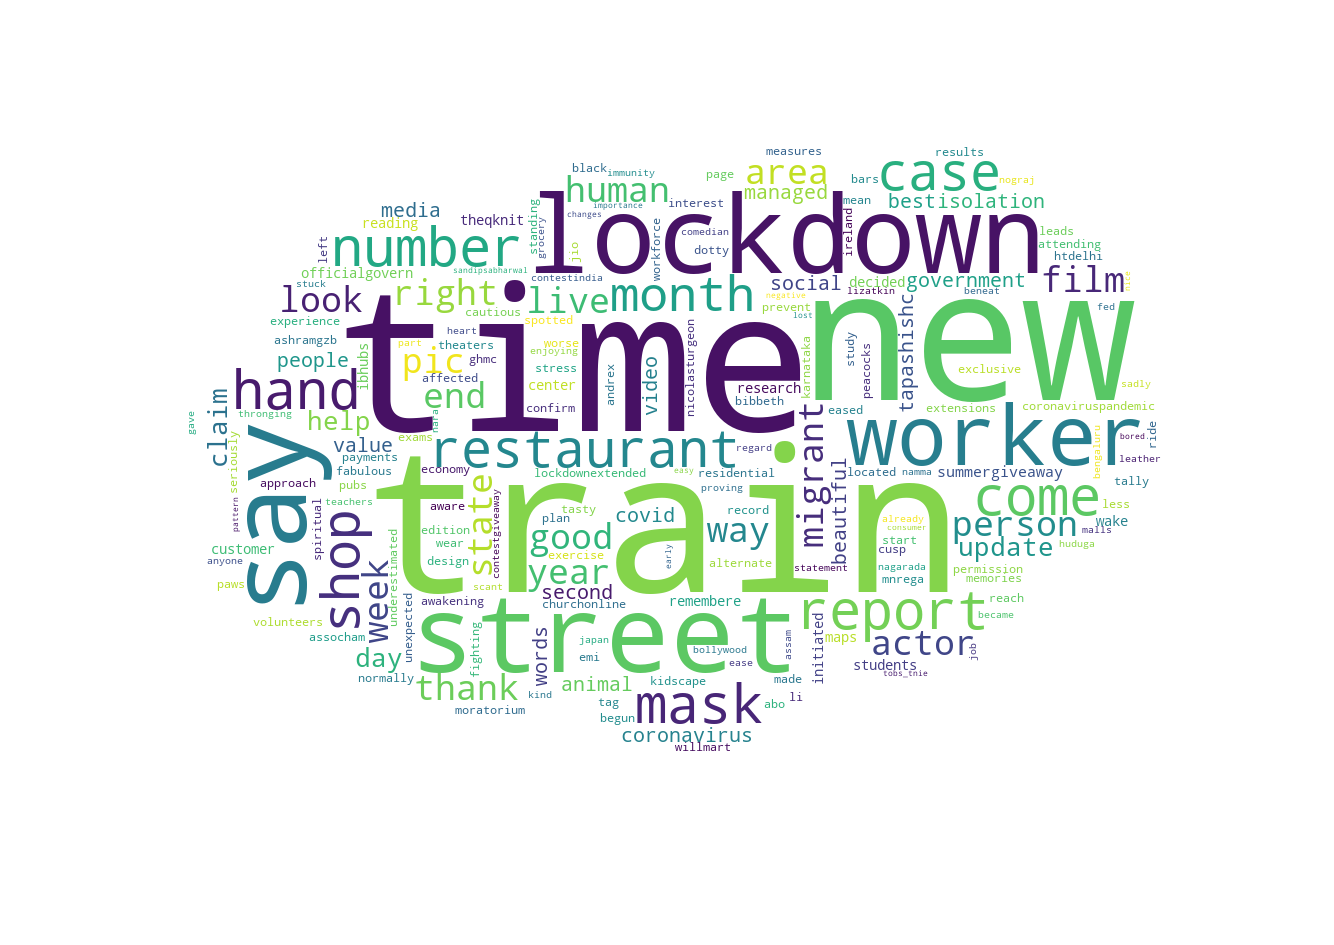 measures
results
black
immunity
page
area
case
bars
nograj
human
managed
mean
best
isolation
media
reading
theqknit
importance
changes
interest
standing
grocery
left
number
lockdown
comedian
dotty
workforce
jio
ireland
leads
attending
htdelhi
officialgovern
sandipsabharwal
contestindia
stuck
look
right
live
month
social
decided
government
film
nice
lizatkin
beneat
negative
prevent
lost
fed
cautious
spotted
experience
heart
part
theaters
worse
enjoying
ashramgzb
people
ibhubs
pic
ghmc
affected
stress
center
time
new
video
andrex
nicolasturgeon
research
bibbeth
karnataka
study
peacocks
tapashishc
exclusive
sadly
eased
extensions
coronaviruspandemic
hand
end
confirm
claim
gave
thronging
help
nara
exams
value
restaurant
regard
migrant
worker
bengaluru
bored.
ride
leather
seriously
payments
fabulous
economy
lockdownextended
easy
residential
proving
beautiful
located
namma
summergiveaway
tally
say
approach
pubs
teachers
aware
state
contestgiveaway
tasty
record
train
come
less
pattern
spiritual
shop
edition
wear
plan
covid
way
already
consumer
start
person
wake
malls
customer
anyone
design
good
exercise
early
alternate
statement
cusp
nagarada
update
huduga
paws
week
underestimated
scant
year
mnrega
permission
memories
awakening
second
churchonline
remembere
report
reach
became
volunteers
assocham
unexpected
street
japan
bollywood
ease
assam
initiated
maps
actor
job
day
fighting
words
emi
students
tobs_tnie
normally
thank
kind
animal
kidscape
made
li
moratorium
tag
begun
mask
abo
coronavirus
willmart